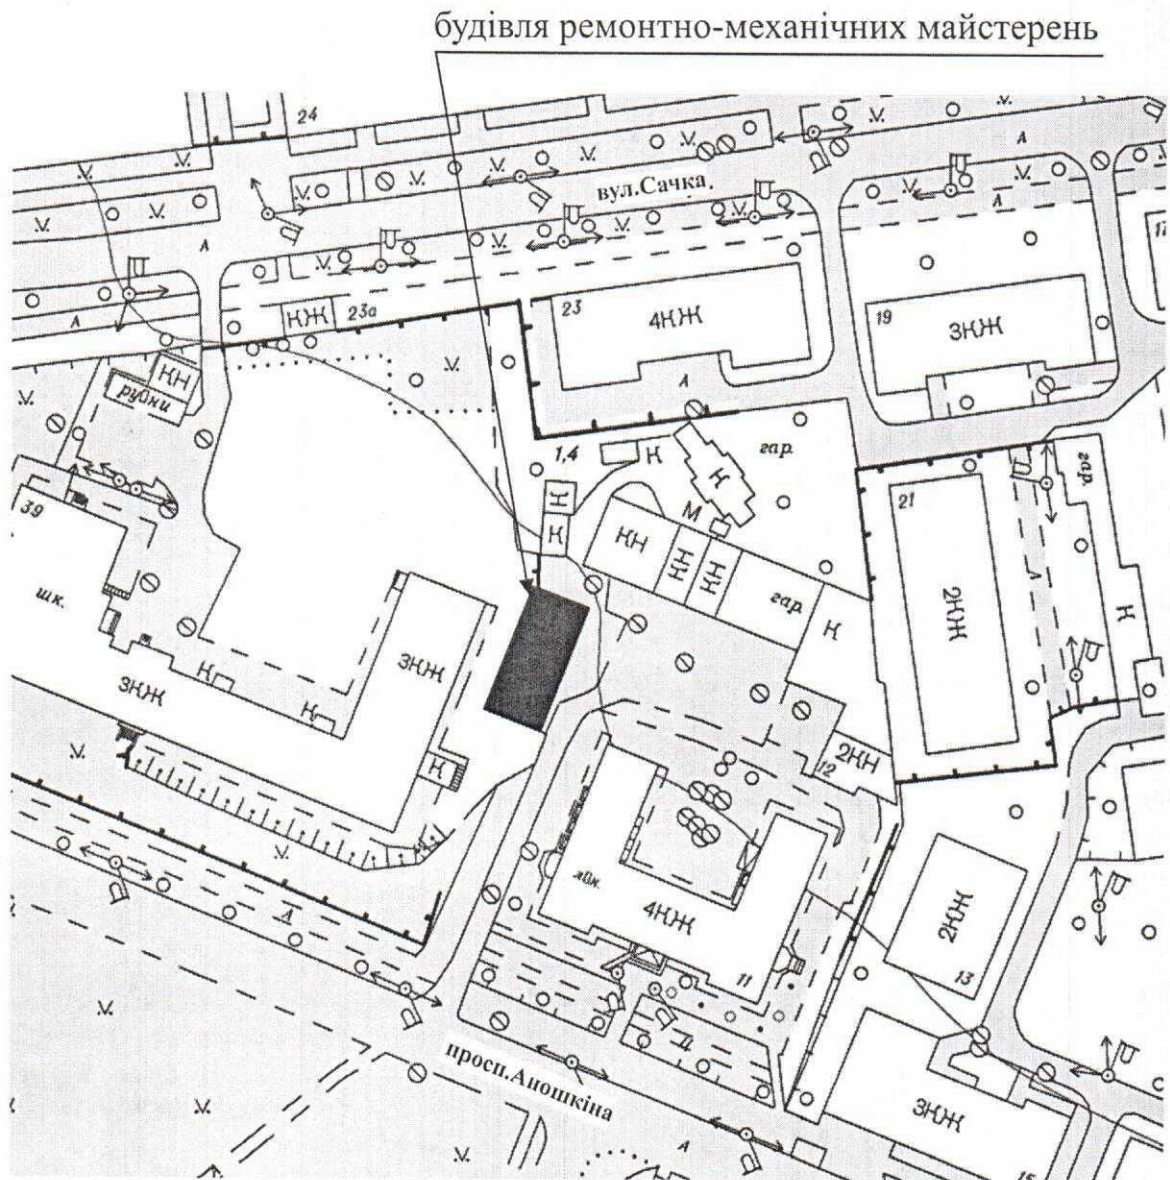 будівля ремонтно-механічних майстерень
24
вул.Сачка
КЖ
23а
23
4КЖ
19
3КЖ
КН
рудни
1,4
К
К
гар.
гар.
К
К
М
КН
КН
КН
гар.
К
21
2КЖ
К
39
шк.
3КЖ
К
К
3КЖ
К
12
2КН
4КЖ
11
2КЖ
13
3КЖ
просп.Аношкіна
15